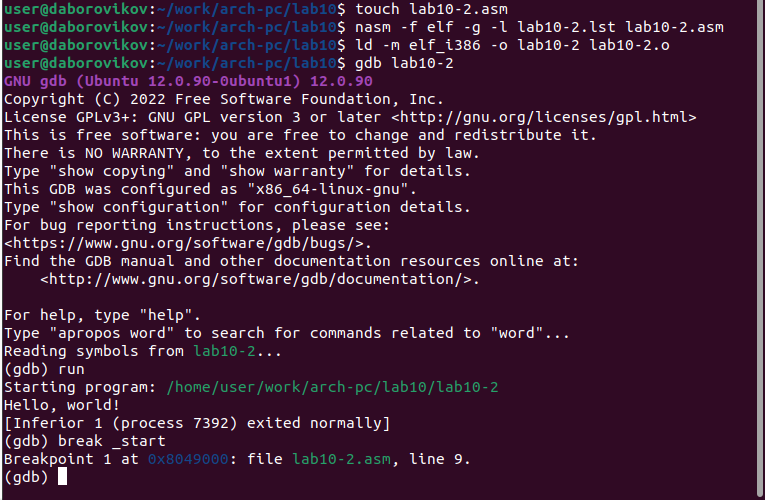 user@daborovikov:~/work/arch-pc/lab10$ touch lab10-2.asm
user@daborovikov:~/work/arch-pc/lab10$ nasm -f elf -g -l lab10-2.lst lab10-2.asm
user@daborovikov:~/work/arch-pc/lab10$ ld -m elf_i386 -o lab10-2 lab10-2.o
user@daborovikov:~/work/arch-pc/lab10$ gdb lab10-2
GNU gdb (Ubuntu 12.0.90-0ubuntu1) 12.0.90
Copyright (C) 2022 Free Software Foundation, Inc.
License GPLv3+: GNU GPL version 3 or later <http://gnu.org/licenses/gpl.html>
This is free software: you are free to change and redistribute it.
There is NO WARRANTY, to the extent permitted by law.
Type "show copying" and "show warranty" for details.
This GDB was configured as "x86_64-linux-gnu".
Type "show configuration" for configuration details.
For bug reporting instructions, please see:
<https://www.gnu.org/software/gdb/bugs/>.
Find the GDB manual and other documentation resources online at:
    <http://www.gnu.org/software/gdb/documentation/>.

For help, type "help".
Type "apropos word" to search for commands related to "word"...
Reading symbols from lab10-2...
(gdb) run
Starting program: /home/user/work/arch-pc/lab10/lab10-2
Hello, world!
[Inferior 1 (process 7392) exited normally]
(gdb) break _start
Breakpoint 1 at 0x8049000: file lab10-2.asm, line 9.
(gdb)